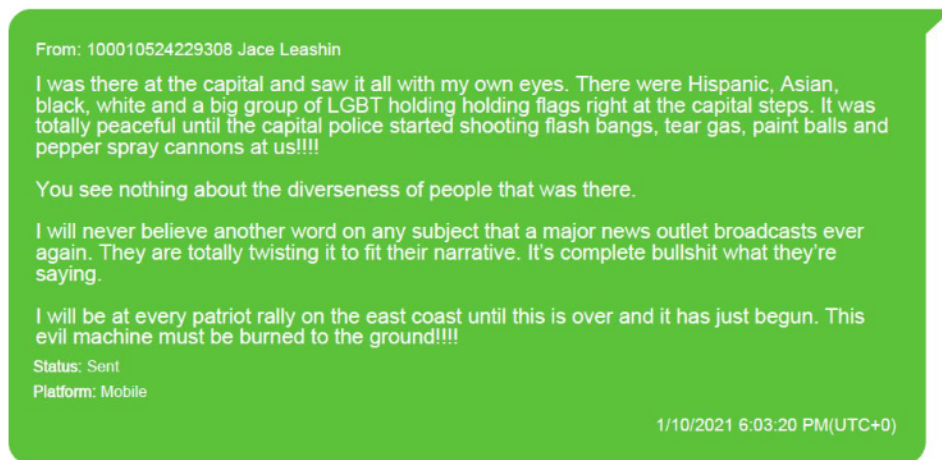 From: 100010524229308 Jace Leashin
I was there at the capital and saw it all with my own eyes. There were Hispanic, Asian,
black, white and a big group of LGBT holding holding flags right at the capital steps. It was
totally peaceful until the capital police started shooting flash bangs, tear gas, paint balls and
pepper spray cannons at us!!!!
You see nothing about the diverseness of people that was there.
I will never believe another word on any subject that a major news outlet broadcasts ever
again. They are totally twisting it to fit their narrative. It’s complete bullshit what they’re
saying.
I will be at every patriot rally on the east coast until this is over and it has just begun. This
evil machine must be burned to the ground!!!!
Status: Sent
Platform: Mobile
1/10/2021 6:03:20 PM(UTC+0)